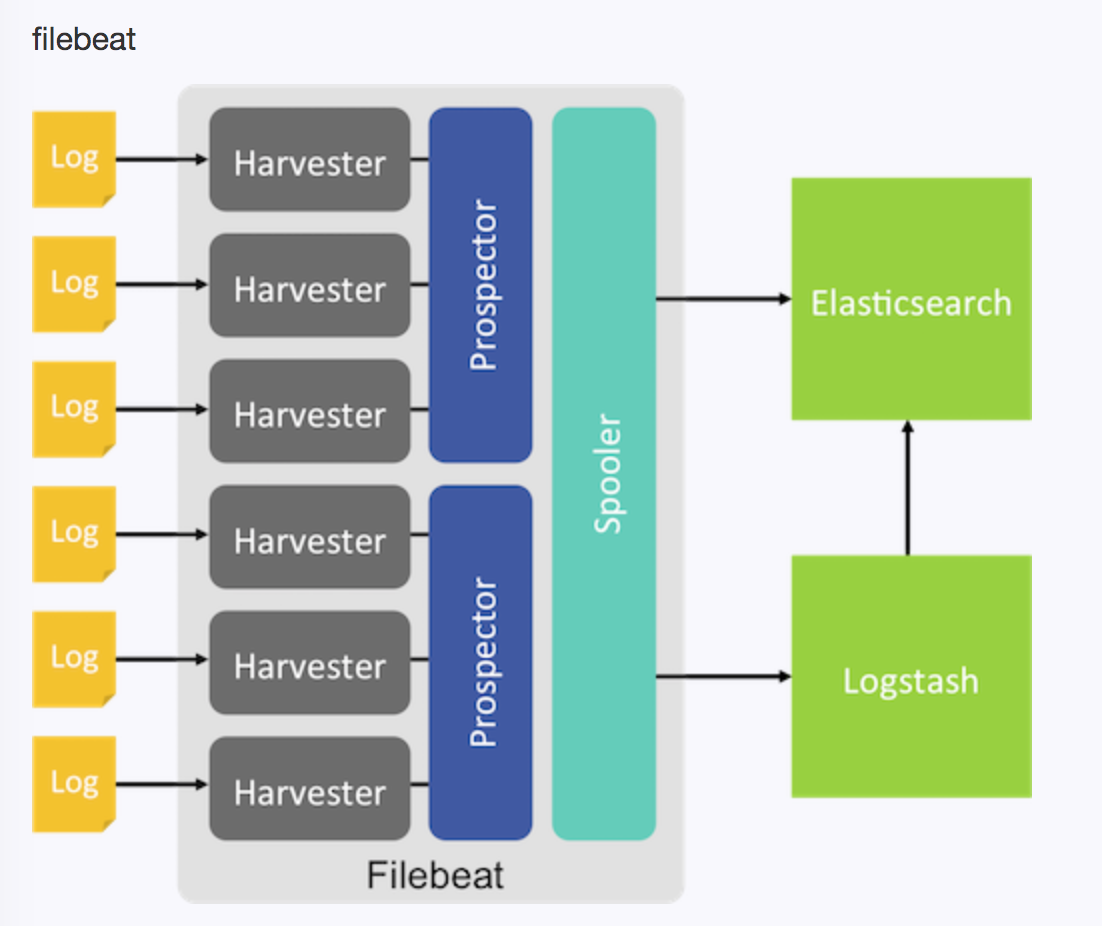 filebeat
Log
Harvester
Log
Harvester
Log
Harvester
Prospector
Log
Harvester
Log
Harvester
Log
Harvester
Prospector
Spooler
Filebeat
Elasticsearch
Logstash